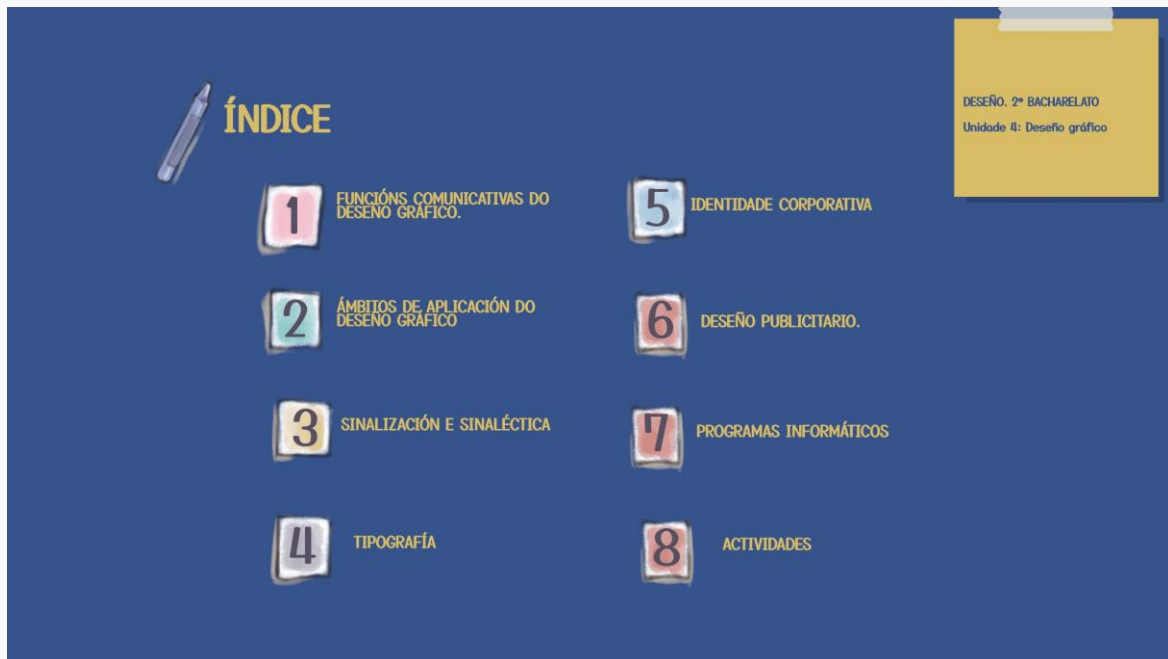 ÍNDICE
1
FUNCIÓNS COMUNICATIVAS DO
DESEÑO GRÁFICO.
2
ÁMBITOS DE APLICACIÓN DO
DESEÑO GRÁFICO
3
SINALIZACIÓN E SINALÉCTICA
4
TIPOGRAFÍA
5
IDENTIDADE CORPORATIVA
6
DESEÑO PUBLICITARIO.
7
PROGRAMAS INFORMÁTICOS
8
ACTIVIDADES
DESEÑO. 2º BACHARELATO
Unidade 4: Deseño gráfico